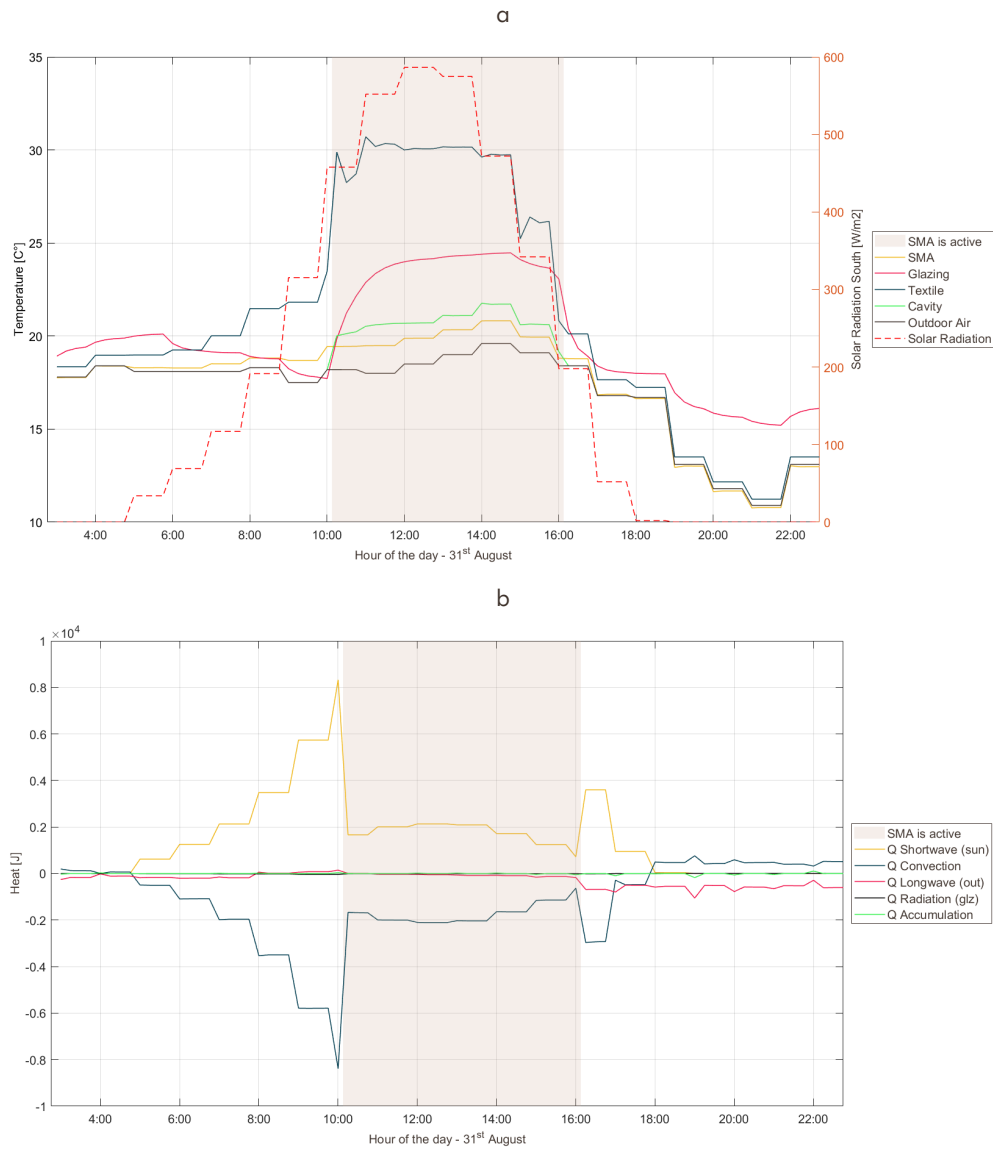 a
35
30
25
20
15
10
Temperature [C°]
600
500
400
300
200
100
0
Solar Radiation South [W/m2]
4:00 6:00 8:00 10:00 12:00 14:00 16:00 18:00 20:00 22:00
Hour of the day - 31st August
SMA is active
SMA
Glazing
Textile
Cavity
Outdoor Air
Solar Radiation
b
×10⁴
1
0.8
0.6
0.4
0.2
0
-0.2
-0.4
-0.6
-0.8
-1
Heat [J]
4:00 6:00 8:00 10:00 12:00 14:00 16:00 18:00 20:00 22:00
Hour of the day - 31st August
SMA is active
Q Shortwave (sun)
Q Convection
Q Longwave (out)
Q Radiation (glz)
Q Accumulation